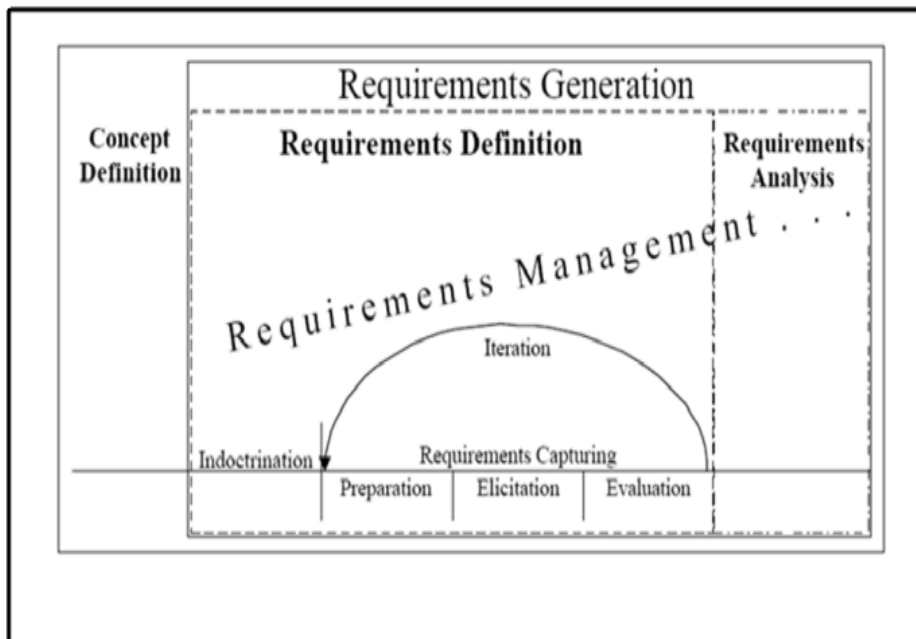 Requirements Generation
Concept
Definition
Requirements Definition
Requirements
Analysis
Requirements Management . . .
Iteration
Indoctrination
Requirements Capturing
Preparation
Elicitation
Evaluation